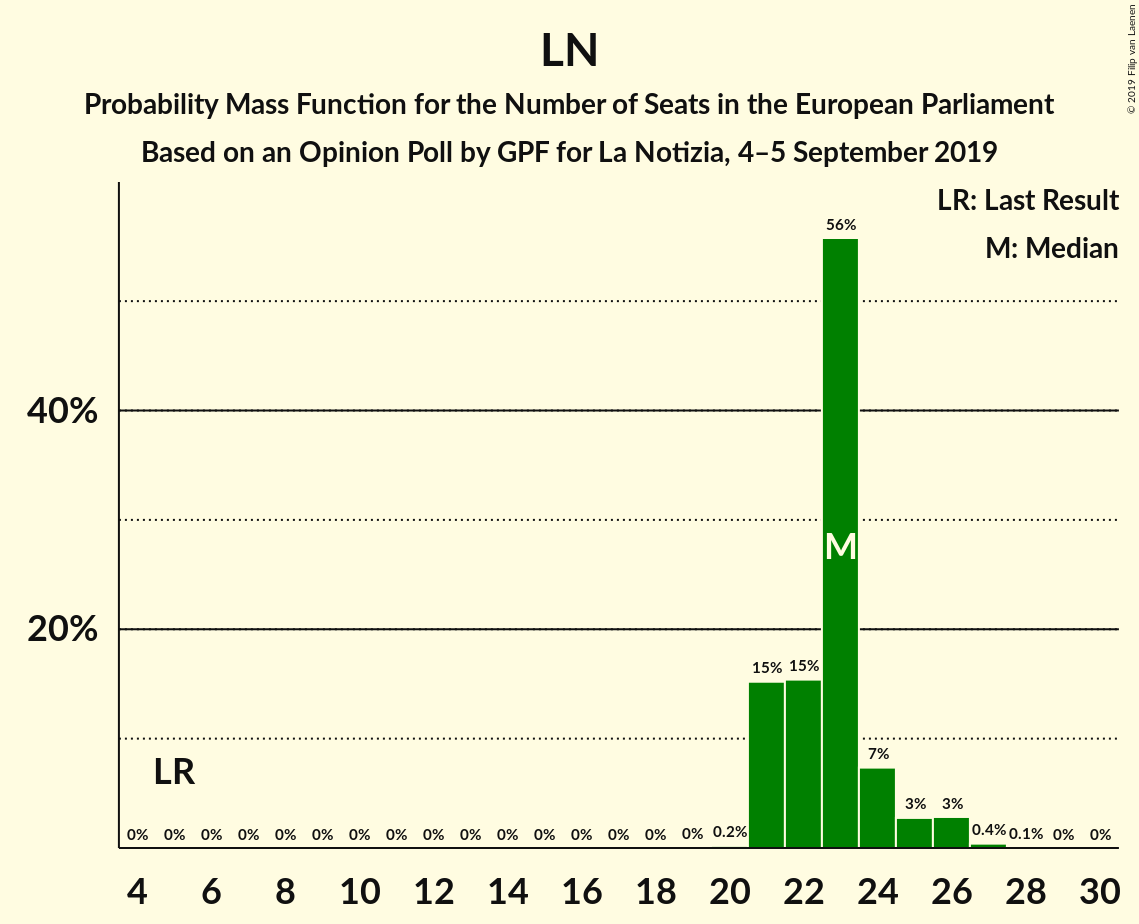 LN
Probability Mass Function for the Number of Seats in the European Parliament
Based on an Opinion Poll by GPF for La Notizia, 4–5 September 2019
© 2019 Filip van Laenen
LR: Last Result
M: Median
56%
40%
M
20%
15% 15%
7%
LR
3% 3%
0% 0% 0% 0% 0% 0% 0% 0% 0% 0% 0% 0% 0% 0% 0% 0% 0.2% 0.4% 0.1% 0% 0%
4 6 8 10 12 14 16 18 20 22 24 26 28 30